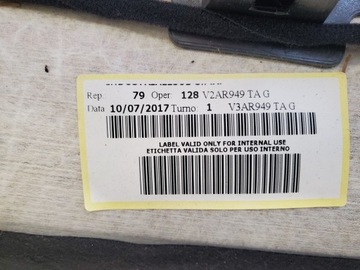 Rep. 79 Oper: 128 V2AR949 TA G
Data 10/07/2017 Turno: 1 V3AR949 TA G
LABEL VALID ONLY FOR INTERNAL USE
ETICHETTA VALIDA SOLO PER USO INTERNO